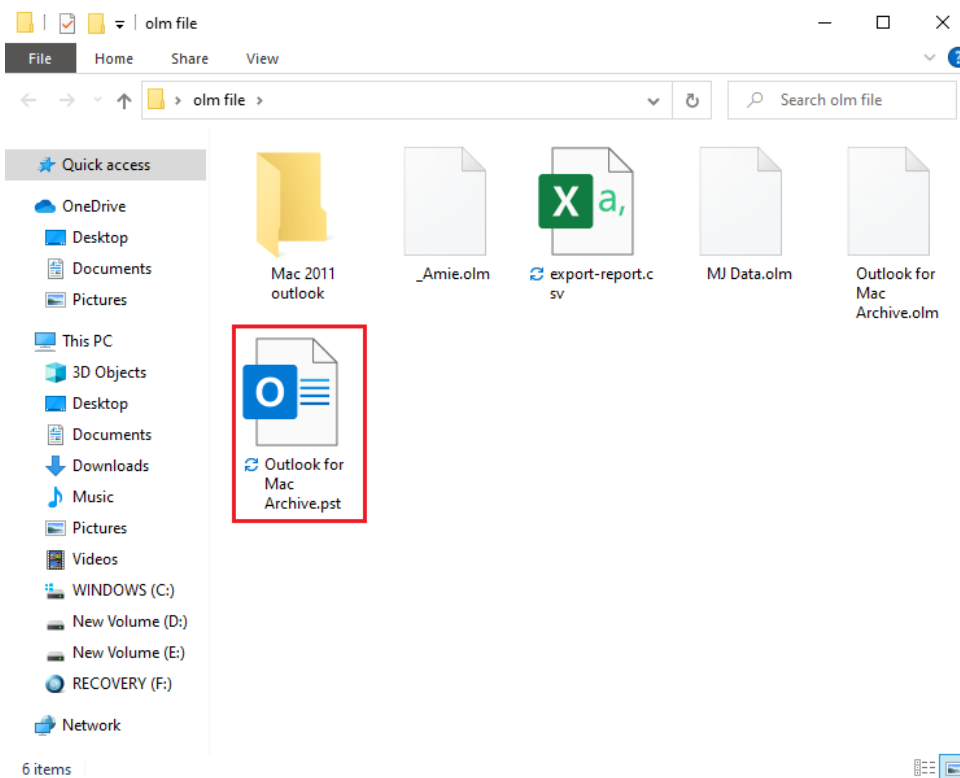 olm file
File Home Share View
?
olm file
Search olm file
Quick access
OneDrive
Desktop
Documents
Pictures
This PC
3D Objects
Desktop
Documents
Downloads
Music
Pictures
Videos
WINDOWS (C:)
New Volume (D:)
New Volume (E:)
RECOVERY (F:)
Network
Mac 2011
outlook
_Amie.olm
X a,
export-report.c
sv
MJ Data.olm
Outlook for
Mac
Archive.olm
O
Outlook for
Mac
Archive.pst
6 items